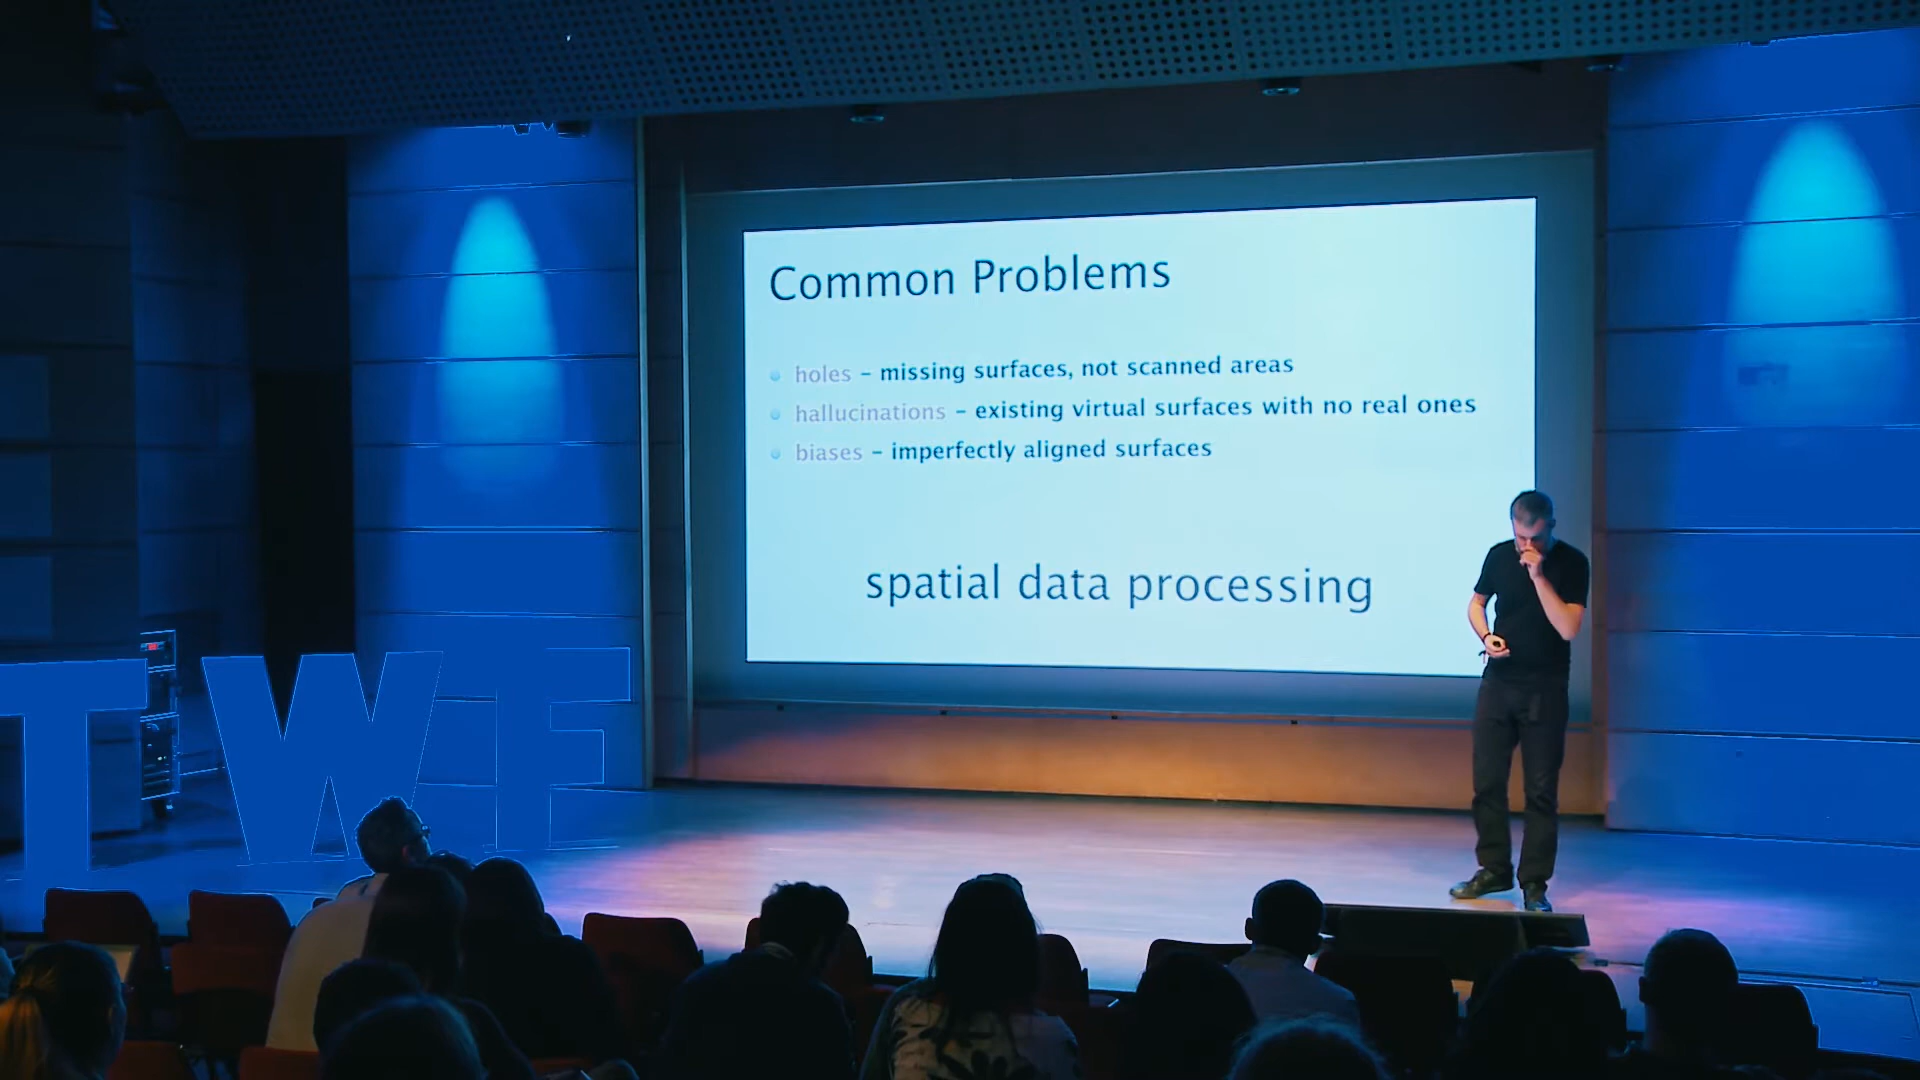 Common Problems
holes – missing surfaces, not scanned areas
hallucinations – existing virtual surfaces with no real ones
biases – imperfectly aligned surfaces
spatial data processing
TWF